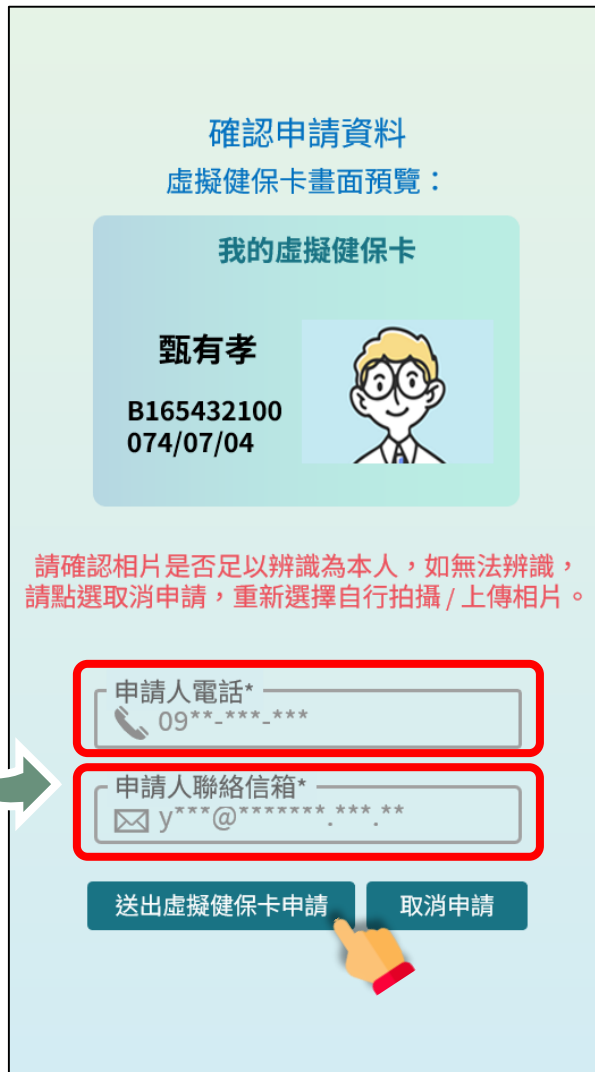 確認申請資料
虛擬健保卡畫面預覽：
我的虛擬健保卡
甄有孝
B165432100
074/07/04
請確認相片是否足以辨識為本人，如無法辨識，
請點選取消申請，重新選擇自行拍攝 / 上傳相片。
申請人電話*
09**-***-***
申請人聯絡信箱*
y***@*******.***.**
送出虛擬健保卡申請
取消申請